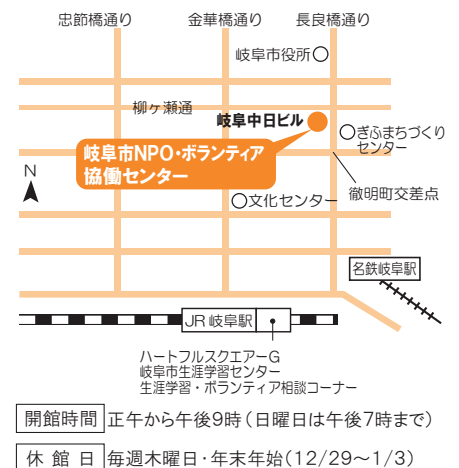 忠節橋通り
金華橋通り
長良橋通り
岐阜市役所
柳ヶ瀬通
岐阜中日ビル
ぎふまちづくり
センター
岐阜市NPO・ボランティア
協働センター
N
文化センター
徹明町交差点
名鉄岐阜駅
JR岐阜駅
ハートフルスクエアーG
岐阜市生涯学習センター
生涯学習・ボランティア相談コーナー
開館時間 正午から午後9時(日曜日は午後7時まで)
休館日 毎週木曜日・年末年始(12/29〜1/3)